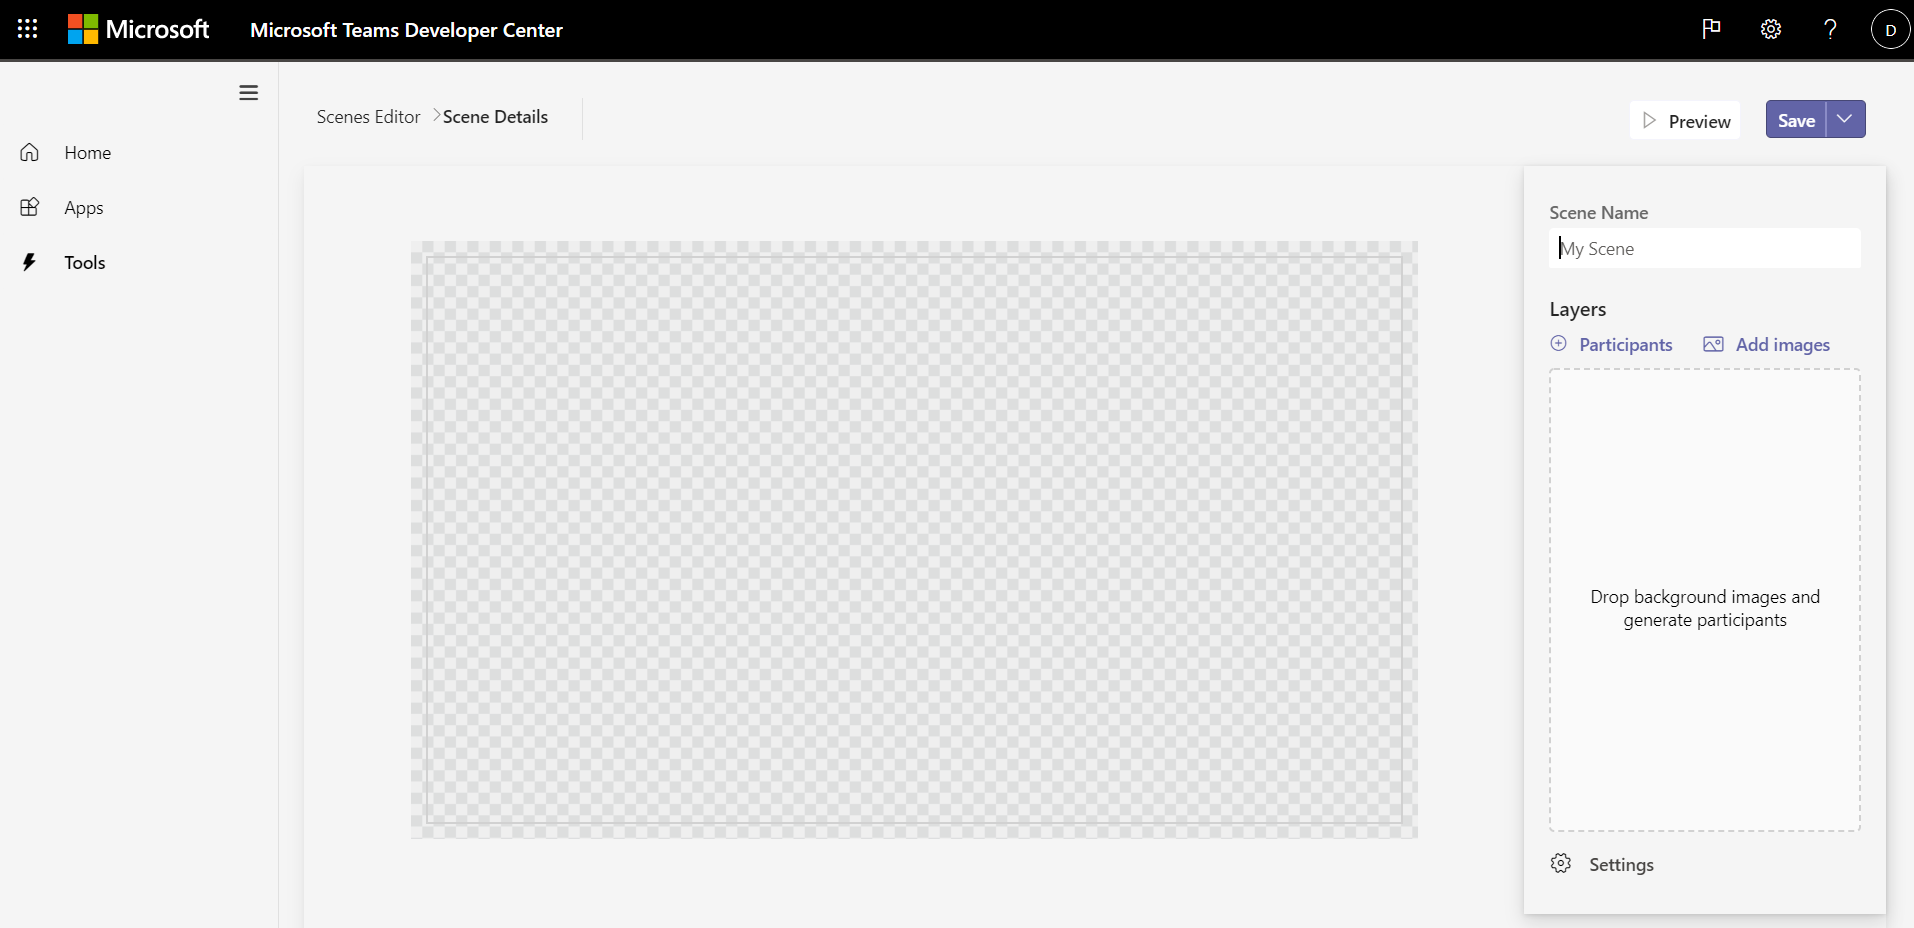 Microsoft
Microsoft Teams Developer Center
?
D
Home
Apps
Tools
Scenes Editor > Scene Details
Preview
Save
Scene Name
My Scene
Layers
Participants
Add images
Drop background images and
generate participants
Settings